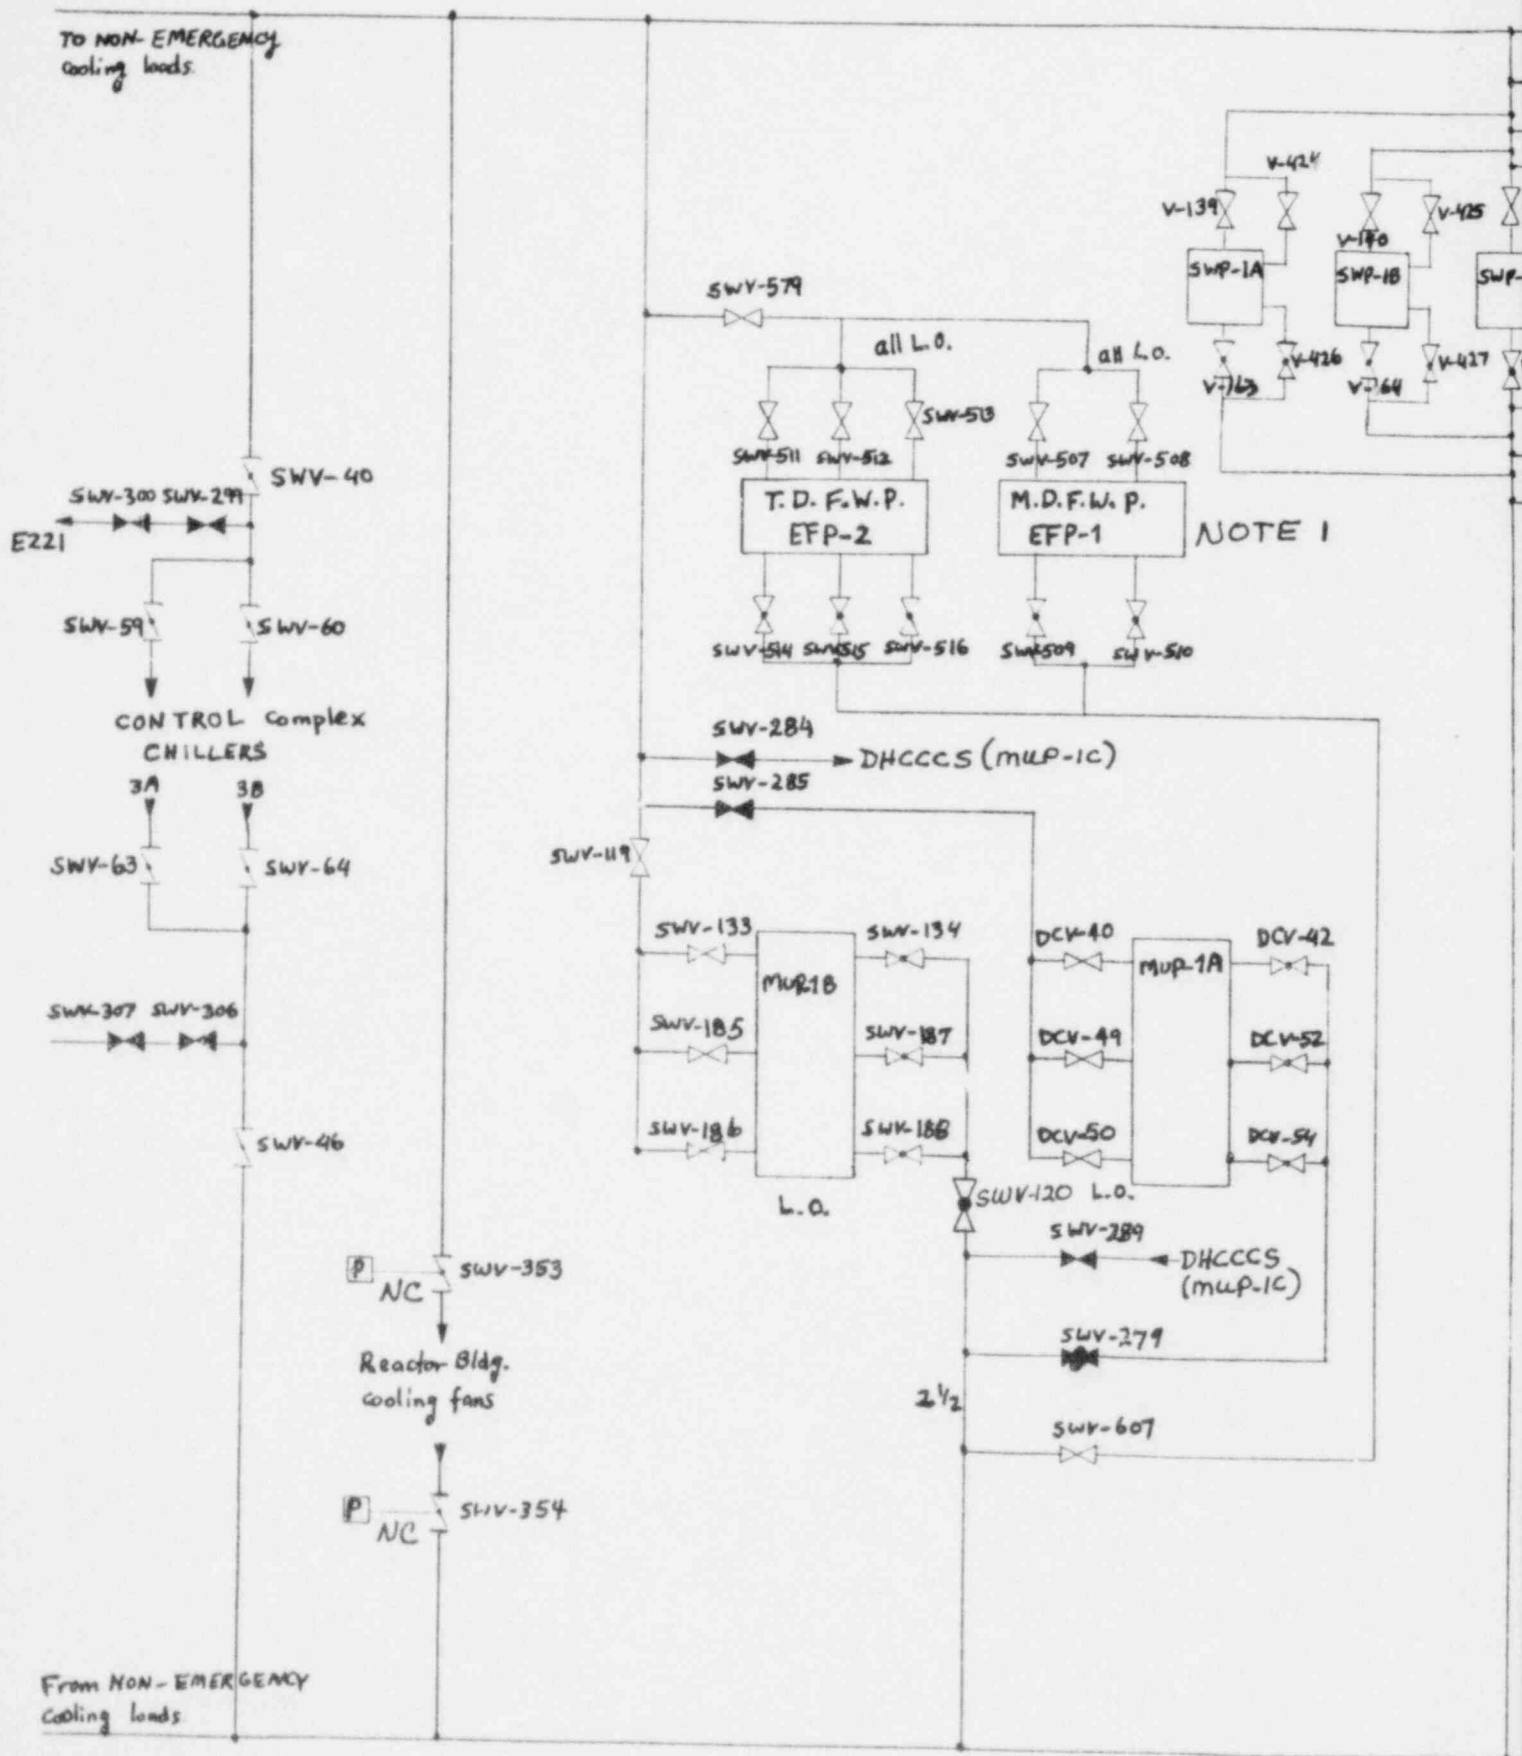 TO NON-EMERGENCY
cooling loads
V-424
V-139
V-425
V-140
SWP-1A
SWP-1B
SWP-
SWV-579
all L.O.
all L.O.
V-426
V-427
V-163
V-164
SWV-513
SWV-511
SWV-512
SWV-507
SWV-508
SWV-40
SWV-300
SWV-299
E221
T.D.F.W.P.
EFP-2
M.D.F.W.P.
EFP-1
NOTE 1
SWV-59
SWV-60
SWV-514
SWV-515
SWV-516
SWV-509
SWV-510
CONTROL Complex
CHILLERS
3A
3B
SWV-284
DHCCCS (MUP-1C)
SWV-285
SWV-63
SWV-64
SWV-119
SWV-133
SWV-134
DCV-40
DCV-42
MUP-1B
MUP-1A
SWV-307
SWV-306
SWV-185
SWV-187
DCV-49
DCV-52
SWV-46
SWV-186
SWV-188
DCV-50
DCV-54
L.O.
SWV-120 L.O.
SWV-289
DHCCCS
(MUP-1C)
P
NC
SWV-353
Reactor Bldg.
cooling fans
SWV-279
2 1/2
SWV-607
P
NC
SWV-354
From NON-EMERGENCY
Cooling loads